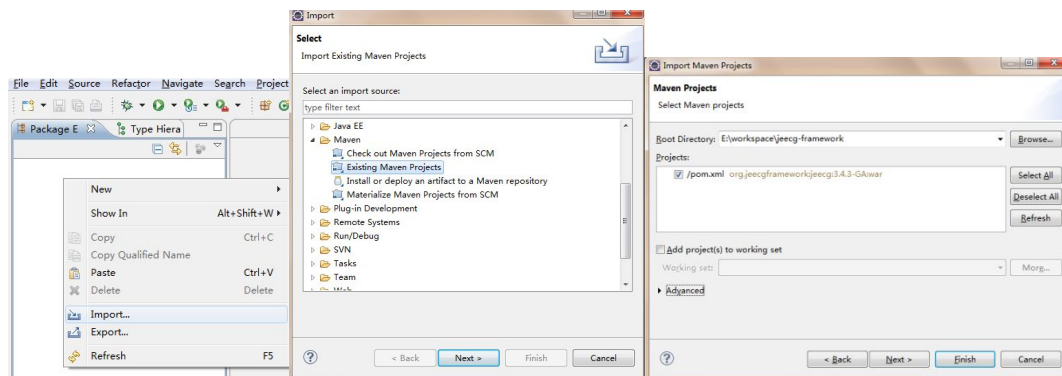 File Edit Source Refactor Navigate Search Project
Package E Type Hiera
New
Show In Alt+Shift+W
Copy Ctrl+C
Copy Qualified Name
Paste Ctrl+V
Delete Delete
Import...
Export...
Refresh F5
Import
Select
Import Existing Maven Projects
Select an import source:
type filter text
Java EE
Maven
Check out Maven Projects from SCM
Existing Maven Projects
Install or deploy an artifact to a Maven repository
Materialize Maven Projects from SCM
Plug-in Development
Remote Systems
Run/Debug
SVN
Tasks
Team
Web
< Back Next > Finish Cancel
Import Maven Projects
Maven Projects
Select Maven projects
Root Directory: E:\workspace\jeecg-framework Browse...
Projects:
/pom.xml org.jeecgframework:jeecg:3.4.3-GA:war
Select All
Deselect All
Refresh
Add project(s) to working set
Working set: More...
Advanced
< Back Next > Finish Cancel